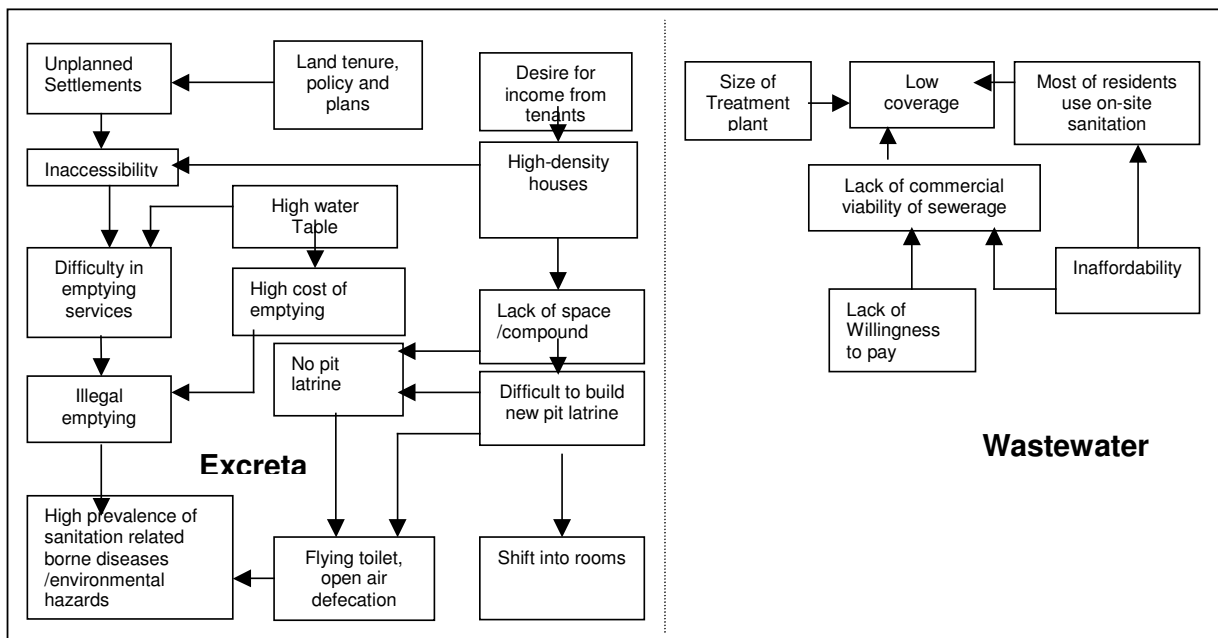 Unplanned
Settlements
Land tenure,
policy and
plans
Desire for
income from
tenants
Inaccessibility
High-density
houses
High water
Table
Difficulty in
emptying
services
High cost of
emptying
Lack of space
/compound
No pit
latrine
Illegal
emptying
Difficult to build
new pit latrine
Excreta
High prevalence of
sanitation related
borne diseases
/environmental
hazards
Flying toilet,
open air
defecation
Shift into rooms
Size of
Treatment
plant
Low
coverage
Most of residents
use on-site
sanitation
Lack of commercial
viability of sewerage
Inaffordability
Lack of
Willingness
to pay
Wastewater